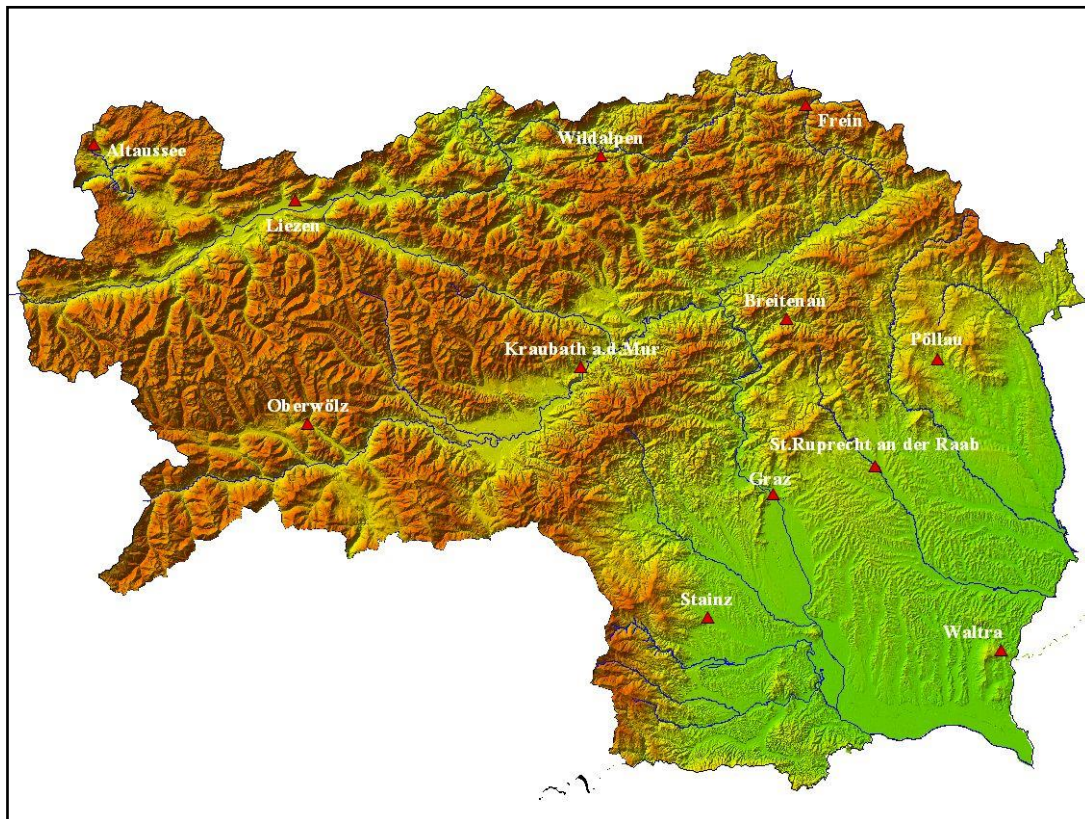 Frein
Wildalpen
Altaussee
Liezen
Breitenau
Kraubath a.d.Mur
Pöllau
Oberwölz
St.Ruprecht an der Raab
Graz
Stainz
Waltra